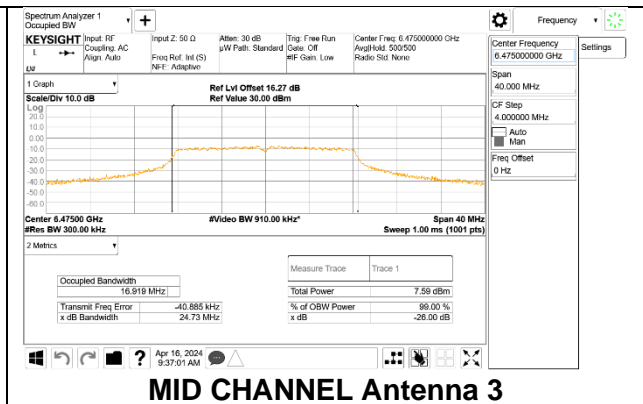 Spectrum Analyzer 1
Occupied BW
+
Frequency
KEYSIGHT Input: RF Input Z: 50 Ω Atten: 30 dB Trig: Free Run Center Freq: 6.475000000 GHz
L Coupling: AC µW Path: Standard Gate: Off Avg|Hold: 500/500
Align: Auto Freq Ref: Int (S) #IF Gain: Low Radio Std: None
NFE: Adaptive
Center Frequency
6.475000000 GHz
Settings
Span
40.000 MHz
CF Step
4.000000 MHz
Auto
Man
Freq Offset
0 Hz
1 Graph
Ref Lvl Offset 16.27 dB
Scale/Div 10.0 dB Ref Value 30.00 dBm
Log
20.0
10.0
0.00
-10.0
-20.0
-30.0
-40.0
-50.0
-60.0
Center 6.47500 GHz #Video BW 910.00 kHz* Span 40 MHz
#Res BW 300.00 kHz Sweep 1.00 ms (1001 pts)
2 Metrics
Measure Trace Trace 1
Occupied Bandwidth
16.919 MHz Total Power 7.59 dBm
Transmit Freq Error -40.885 kHz % of OBW Power 99.00 %
x dB Bandwidth 24.73 MHz x dB -26.00 dB
? Apr 16, 2024
9:37:01 AM
MID CHANNEL Antenna 3